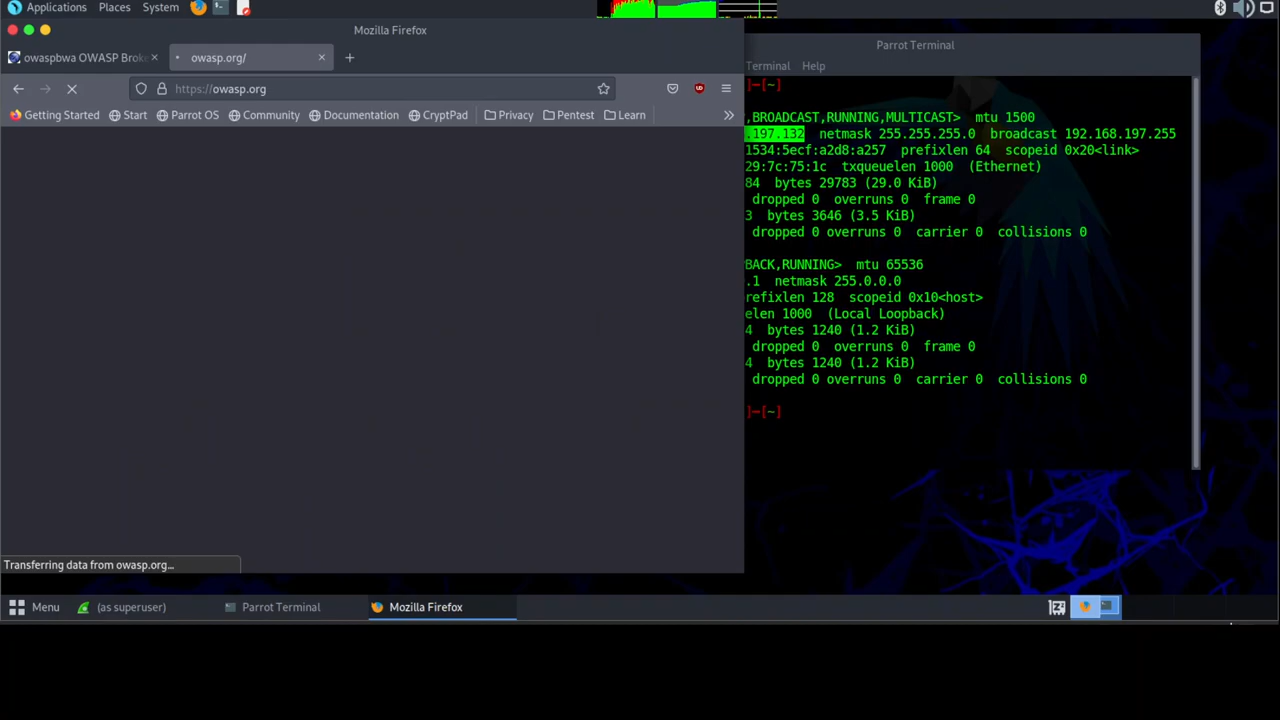 Applications Places System
Mozilla Firefox
owaspbwa OWASP Brok
owasp.org/
https://owasp.org
Getting Started Start Parrot OS Community Documentation CryptPad Privacy Pentest Learn
Transferring data from owasp.org…
Parrot Terminal
Terminal Help
]─[~]
,BROADCAST,RUNNING,MULTICAST> mtu 1500
.197.132 netmask 255.255.255.0 broadcast 192.168.197.255
1534:5ecf:a2d8:a257 prefixlen 64 scopeid 0x20<link>
29:7c:75:1c txqueuelen 1000 (Ethernet)
84 bytes 29783 (29.0 KiB)
dropped 0 overruns 0 frame 0
3 bytes 3646 (3.5 KiB)
dropped 0 overruns 0 carrier 0 collisions 0
BACK,RUNNING> mtu 65536
.1 netmask 255.0.0.0
refixlen 128 scopeid 0x10<host>
elen 1000 (Local Loopback)
4 bytes 1240 (1.2 KiB)
dropped 0 overruns 0 frame 0
4 bytes 1240 (1.2 KiB)
dropped 0 overruns 0 carrier 0 collisions 0
]─[~]
Menu (as superuser) Parrot Terminal Mozilla Firefox